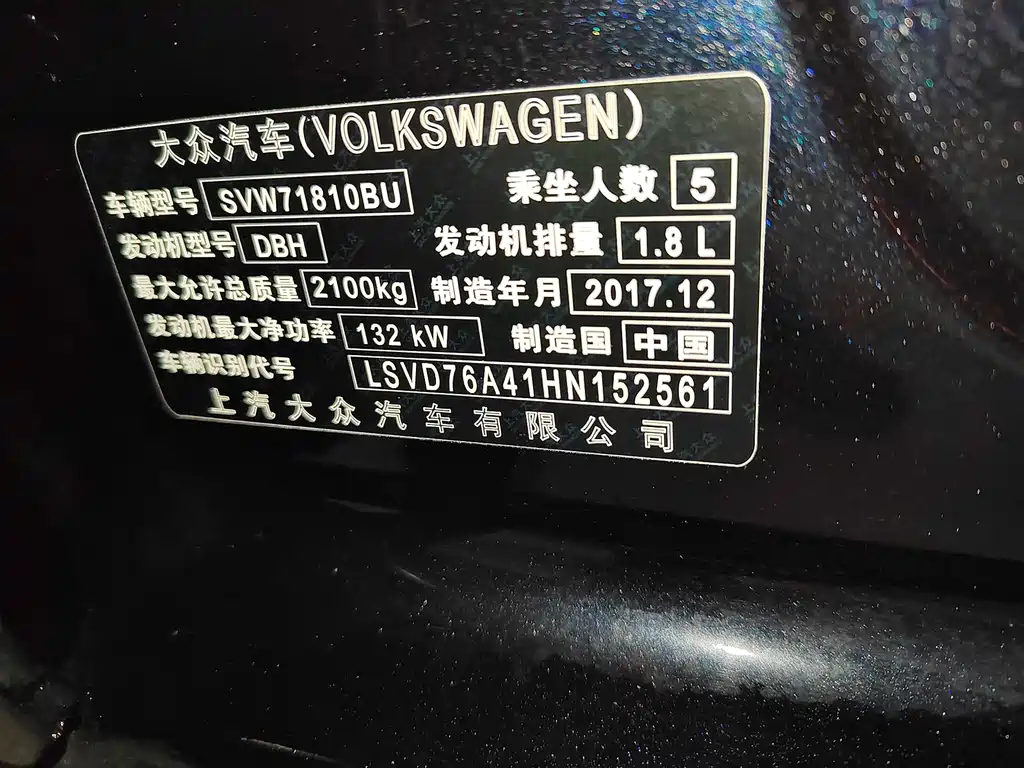 大众汽车(VOLKSWAGEN)
车辆型号 SVW71810BU 乘坐人数 5
发动机型号 DBH 发动机排量 1.8 L
最大允许总质量 2100kg 制造年月 2017.12
发动机最大净功率 132 kW 制造国 中国
车辆识别代号 LSVD76A41HN152561
上汽大众汽车有限公司